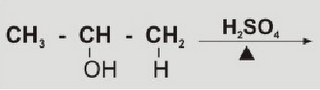 CH₃ - CH - CH₂ H₂SO₄
OH H